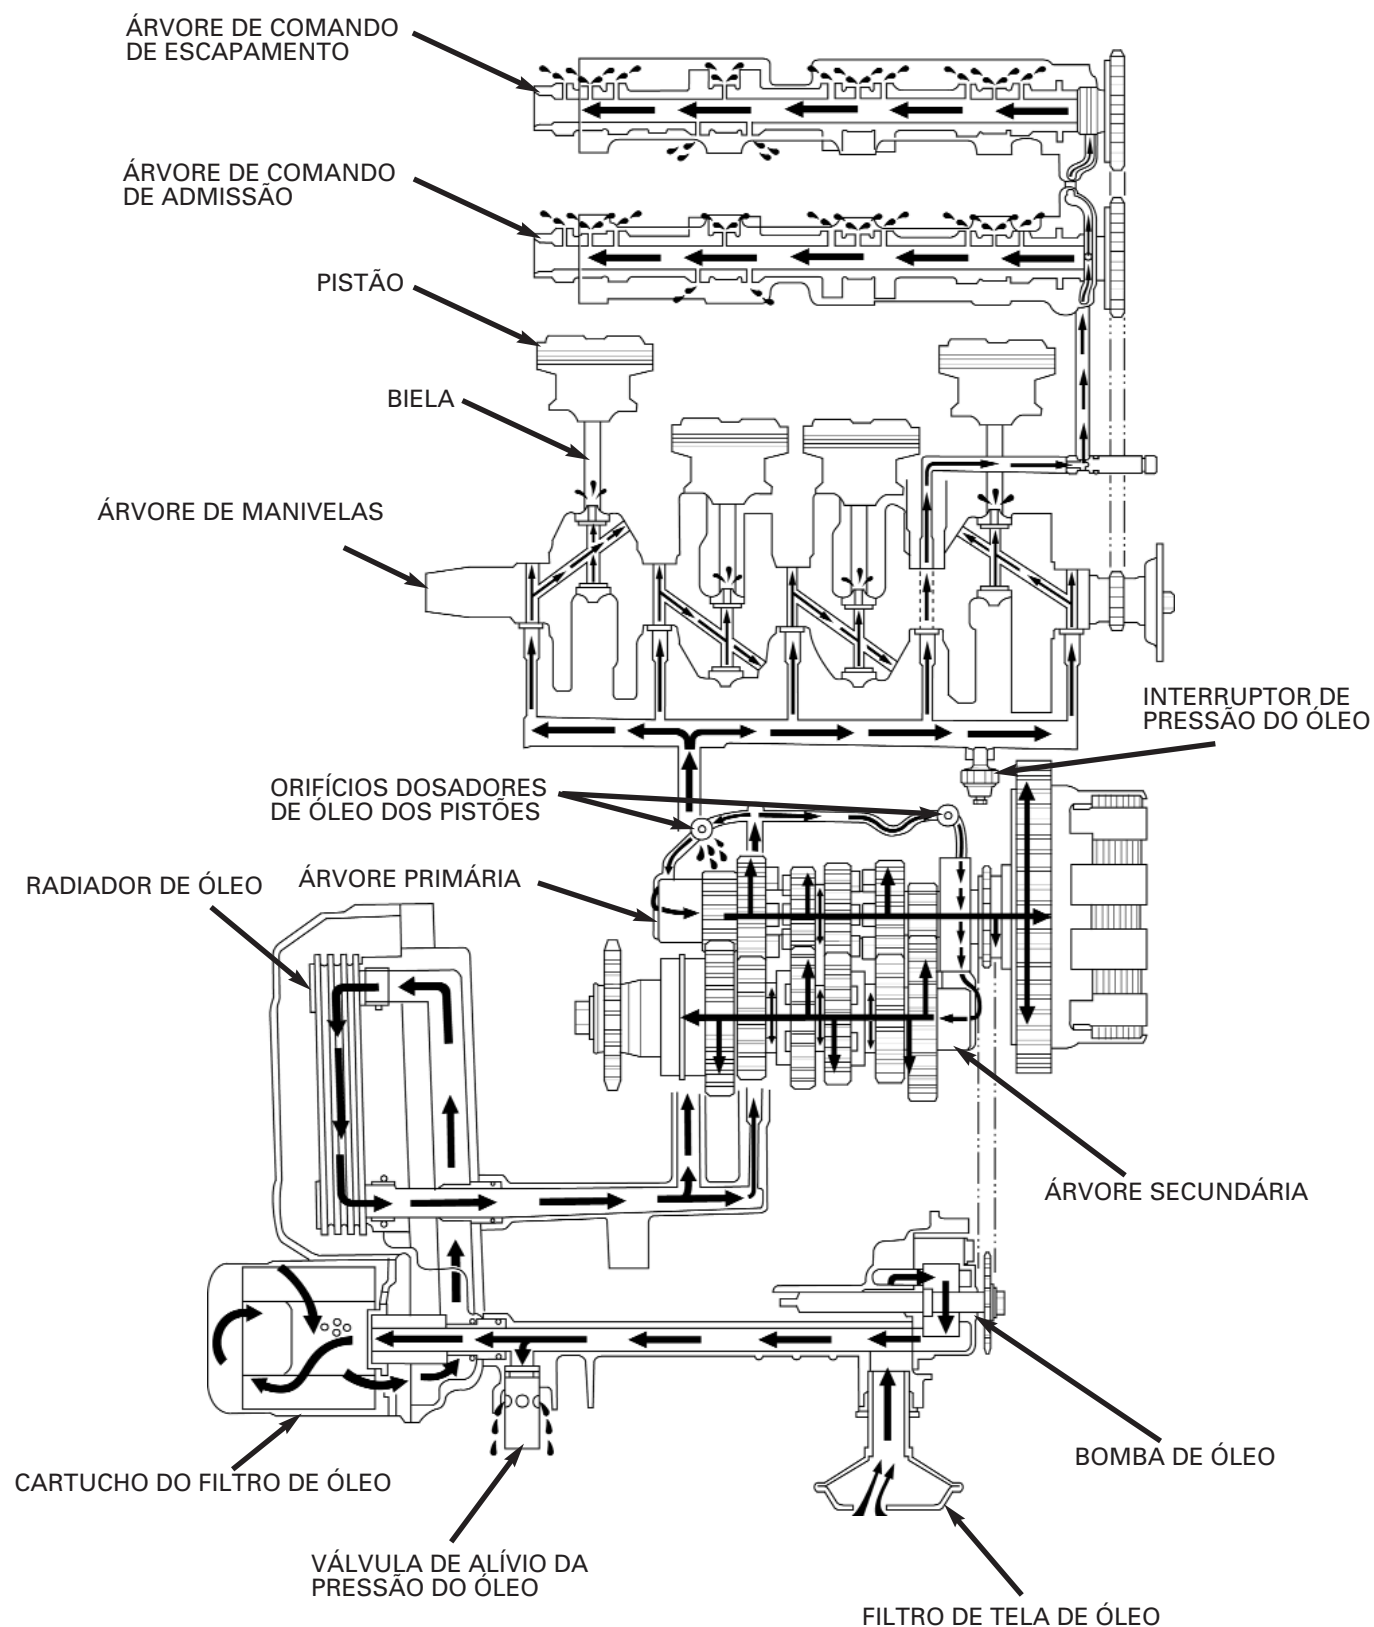 ÁRVORE DE COMANDO
DE ESCAPAMENTO
ÁRVORE DE COMANDO
DE ADMISSÃO
PISTÃO
BIELA
ÁRVORE DE MANIVELAS
INTERRUPTOR DE
PRESSÃO DO ÓLEO
ORIFÍCIOS DOSADORES
DE ÓLEO DOS PISTÕES
RADIADOR DE ÓLEO
ÁRVORE PRIMÁRIA
ÁRVORE SECUNDÁRIA
BOMBA DE ÓLEO
CARTUCHO DO FILTRO DE ÓLEO
VÁLVULA DE ALÍVIO DA
PRESSÃO DO ÓLEO
FILTRO DE TELA DE ÓLEO